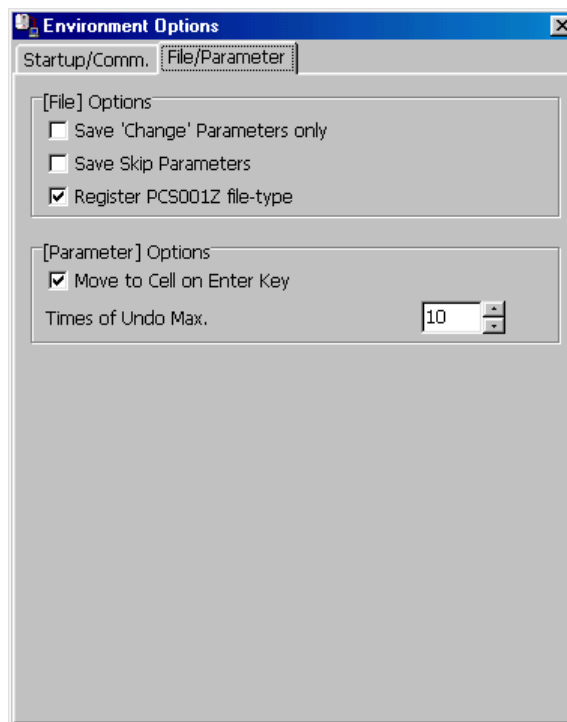 Environment Options
Startup/Comm. File/Parameter
[File] Options
Save 'Change' Parameters only
Save Skip Parameters
Register PCS001Z file-type
[Parameter] Options
Move to Cell on Enter Key
Times of Undo Max. 10